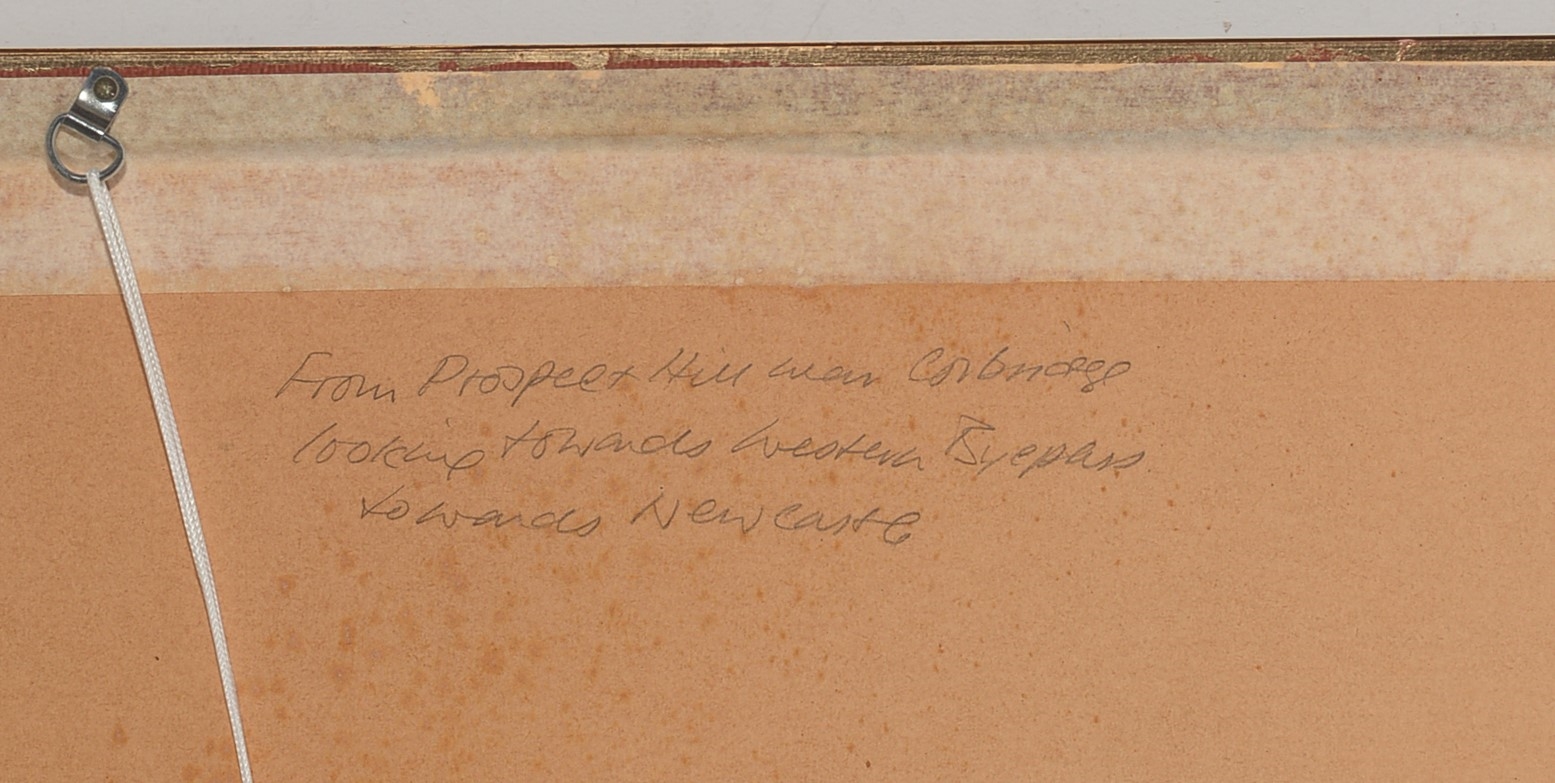 From Prospect Hill near Corbridge
looking towards Western Byepass
towards Newcastle